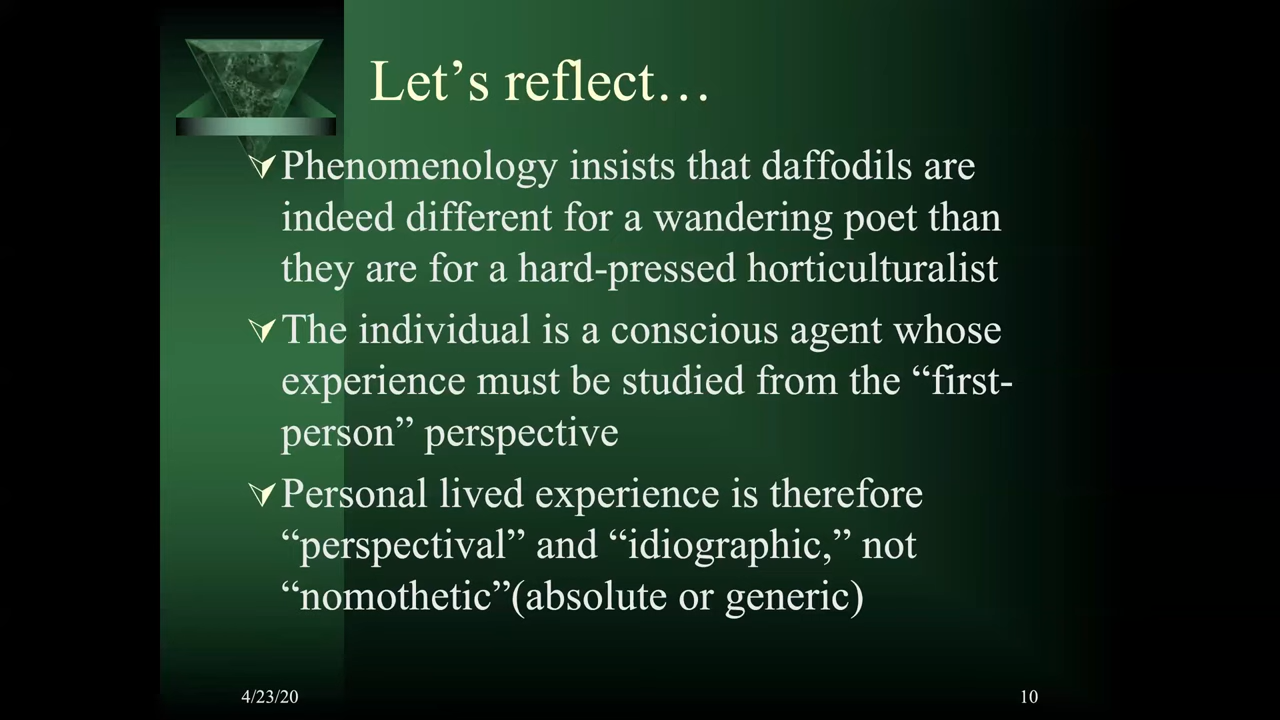 Let’s reflect…
Phenomenology insists that daffodils are
indeed different for a wandering poet than
they are for a hard-pressed horticulturalist
The individual is a conscious agent whose
experience must be studied from the “first-
person” perspective
Personal lived experience is therefore
“perspectival” and “idiographic,” not
“nomothetic”(absolute or generic)
4/23/20
10